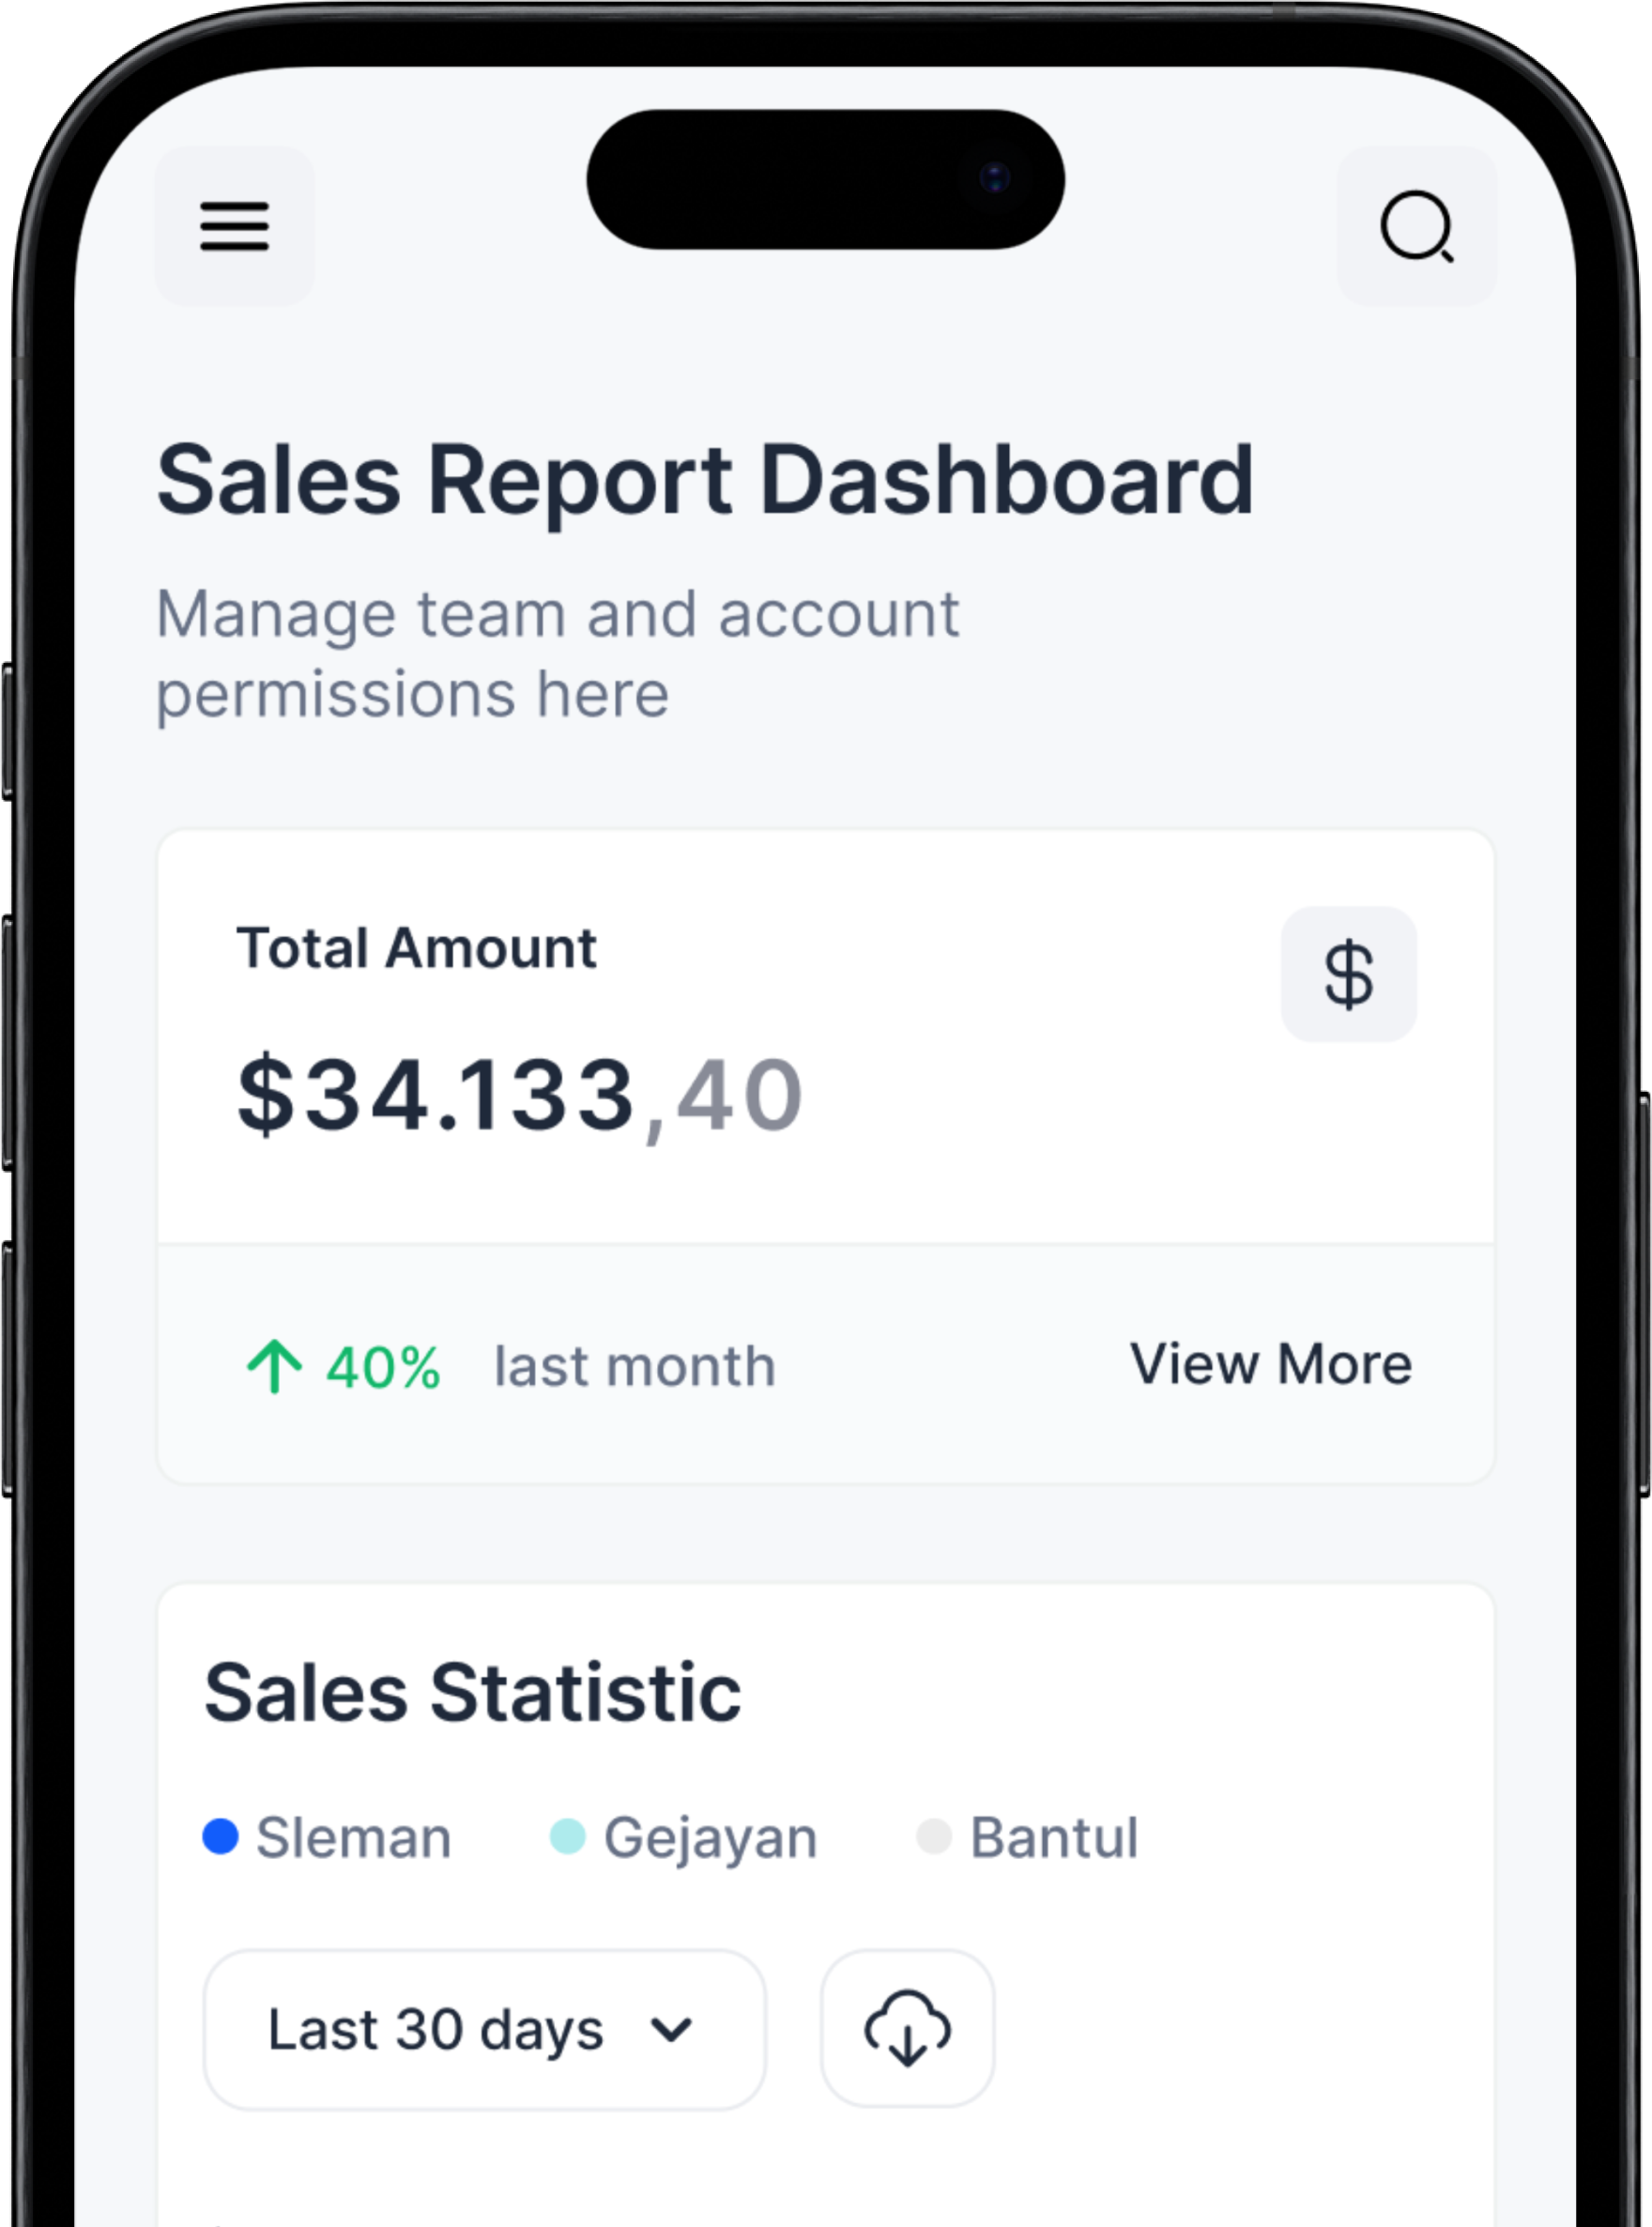 Sales Report Dashboard
Manage team and account
permissions here
Total Amount
$
$34.133,40
40% last month View More
Sales Statistic
Sleman Gejayan Bantul
Last 30 days